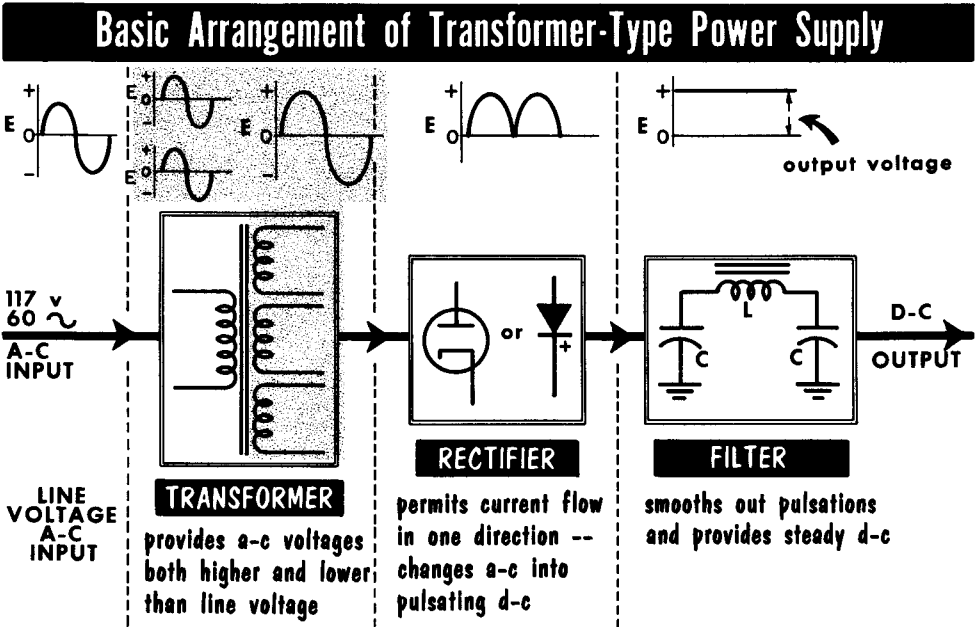 Basic Arrangement of Transformer-Type Power Supply
E
+
0
-
E
+
0
-
E
+
0
-
E
+
0
-
E
+
0
E
+
0
output voltage
117 v
60 ~
A-C
INPUT
or
+
L
C
C
D-C
OUTPUT
LINE
VOLTAGE
A-C
INPUT
TRANSFORMER
provides a-c voltages
both higher and lower
than line voltage
RECTIFIER
permits current flow
in one direction --
changes a-c into
pulsating d-c
FILTER
smooths out pulsations
and provides steady d-c